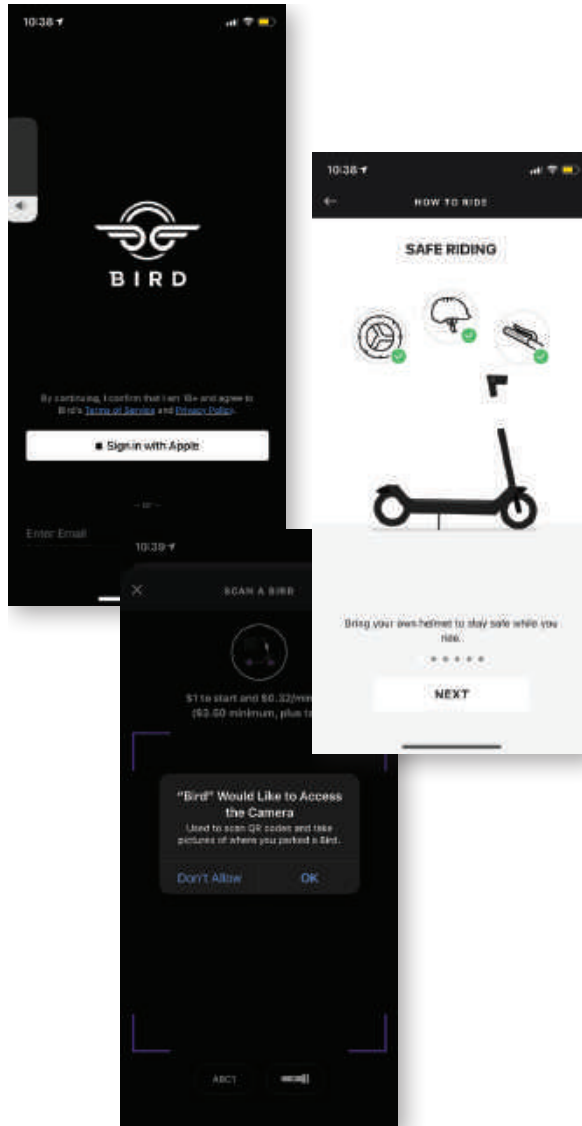 10:38
BIRD
By continuing, I confirm that I am 18+ and agree to
Bird's Terms of Service and Privacy Policy.
Sign in with Apple
- or -
Enter Email
10:38
HOW TO RIDE
SAFE RIDING
Bring your own helmet to stay safe while you
ride.
NEXT
10:39
SCAN A BIRD
$1 to start and $0.32/min
minimum, plus
"Bird" Would Like to Access
the Camera
Used to scan QR codes and take
pictures of where you parked a Bird.
Don't Allow
OK